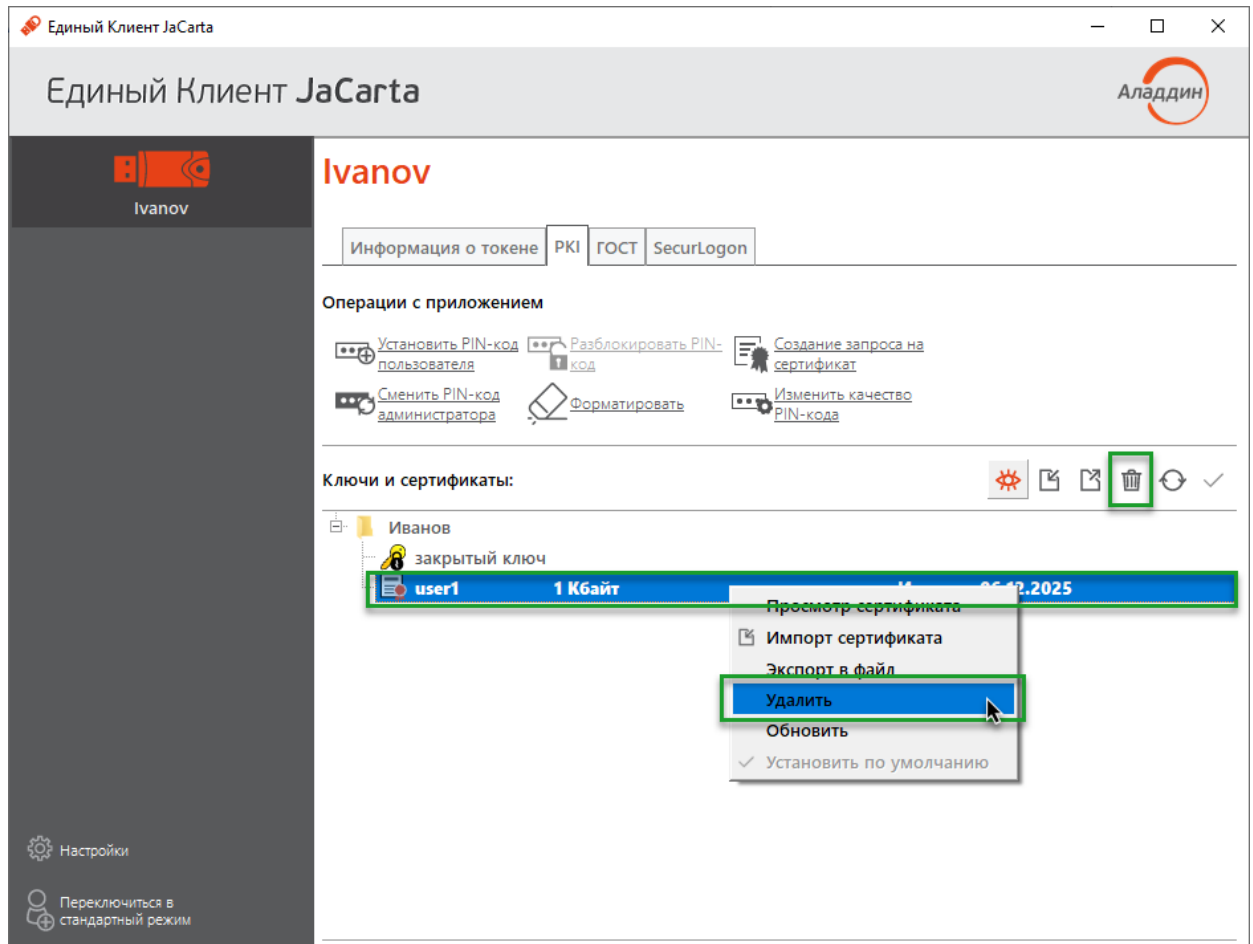 Единый Клиент JaCarta
Единый Клиент JaCarta
Аладдин
Ivanov
Ivanov
Информация о токене PKI ГОСТ SecurLogon
Операции с приложением
Установить PIN-код пользователя
Разблокировать PIN-код
Создание запроса на сертификат
Сменить PIN-код администратора
Форматировать
Изменить качество PIN-кода
Ключи и сертификаты:
Иванов
закрытый ключ
user1 1 Кбайт 06.12.2025
Просмотр сертификата
Импорт сертификата
Экспорт в файл
Удалить
Обновить
Установить по умолчанию
Настройки
Переключиться в
стандартный режим